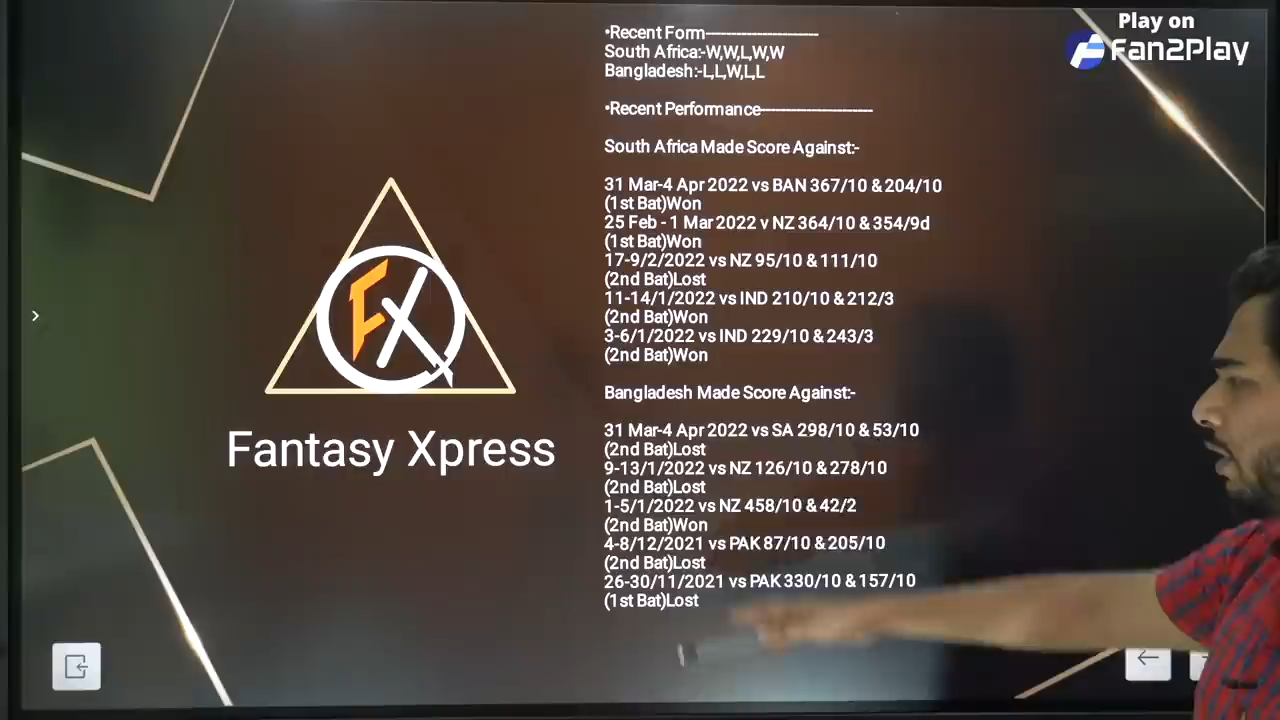 Play on
Fan2Play
•Recent Form--------------------
South Africa:-W,W,L,W,W
Bangladesh:-L,L,W,L,L
•Recent Performance--------------------
South Africa Made Score Against:-
31 Mar-4 Apr 2022 vs BAN 367/10 & 204/10
(1st Bat)Won
25 Feb - 1 Mar 2022 v NZ 364/10 & 354/9d
(1st Bat)Won
17-9/2/2022 vs NZ 95/10 & 111/10
(2nd Bat)Lost
11-14/1/2022 vs IND 210/10 & 212/3
(2nd Bat)Won
3-6/1/2022 vs IND 229/10 & 243/3
(2nd Bat)Won
Bangladesh Made Score Against:-
31 Mar-4 Apr 2022 vs SA 298/10 & 53/10
(2nd Bat)Lost
9-13/1/2022 vs NZ 126/10 & 278/10
(2nd Bat)Lost
1-5/1/2022 vs NZ 458/10 & 42/2
(2nd Bat)Won
4-8/12/2021 vs PAK 87/10 & 205/10
(2nd Bat)Lost
26-30/11/2021 vs PAK 330/10 & 157/10
(1st Bat)Lost
FX
Fantasy Xpress